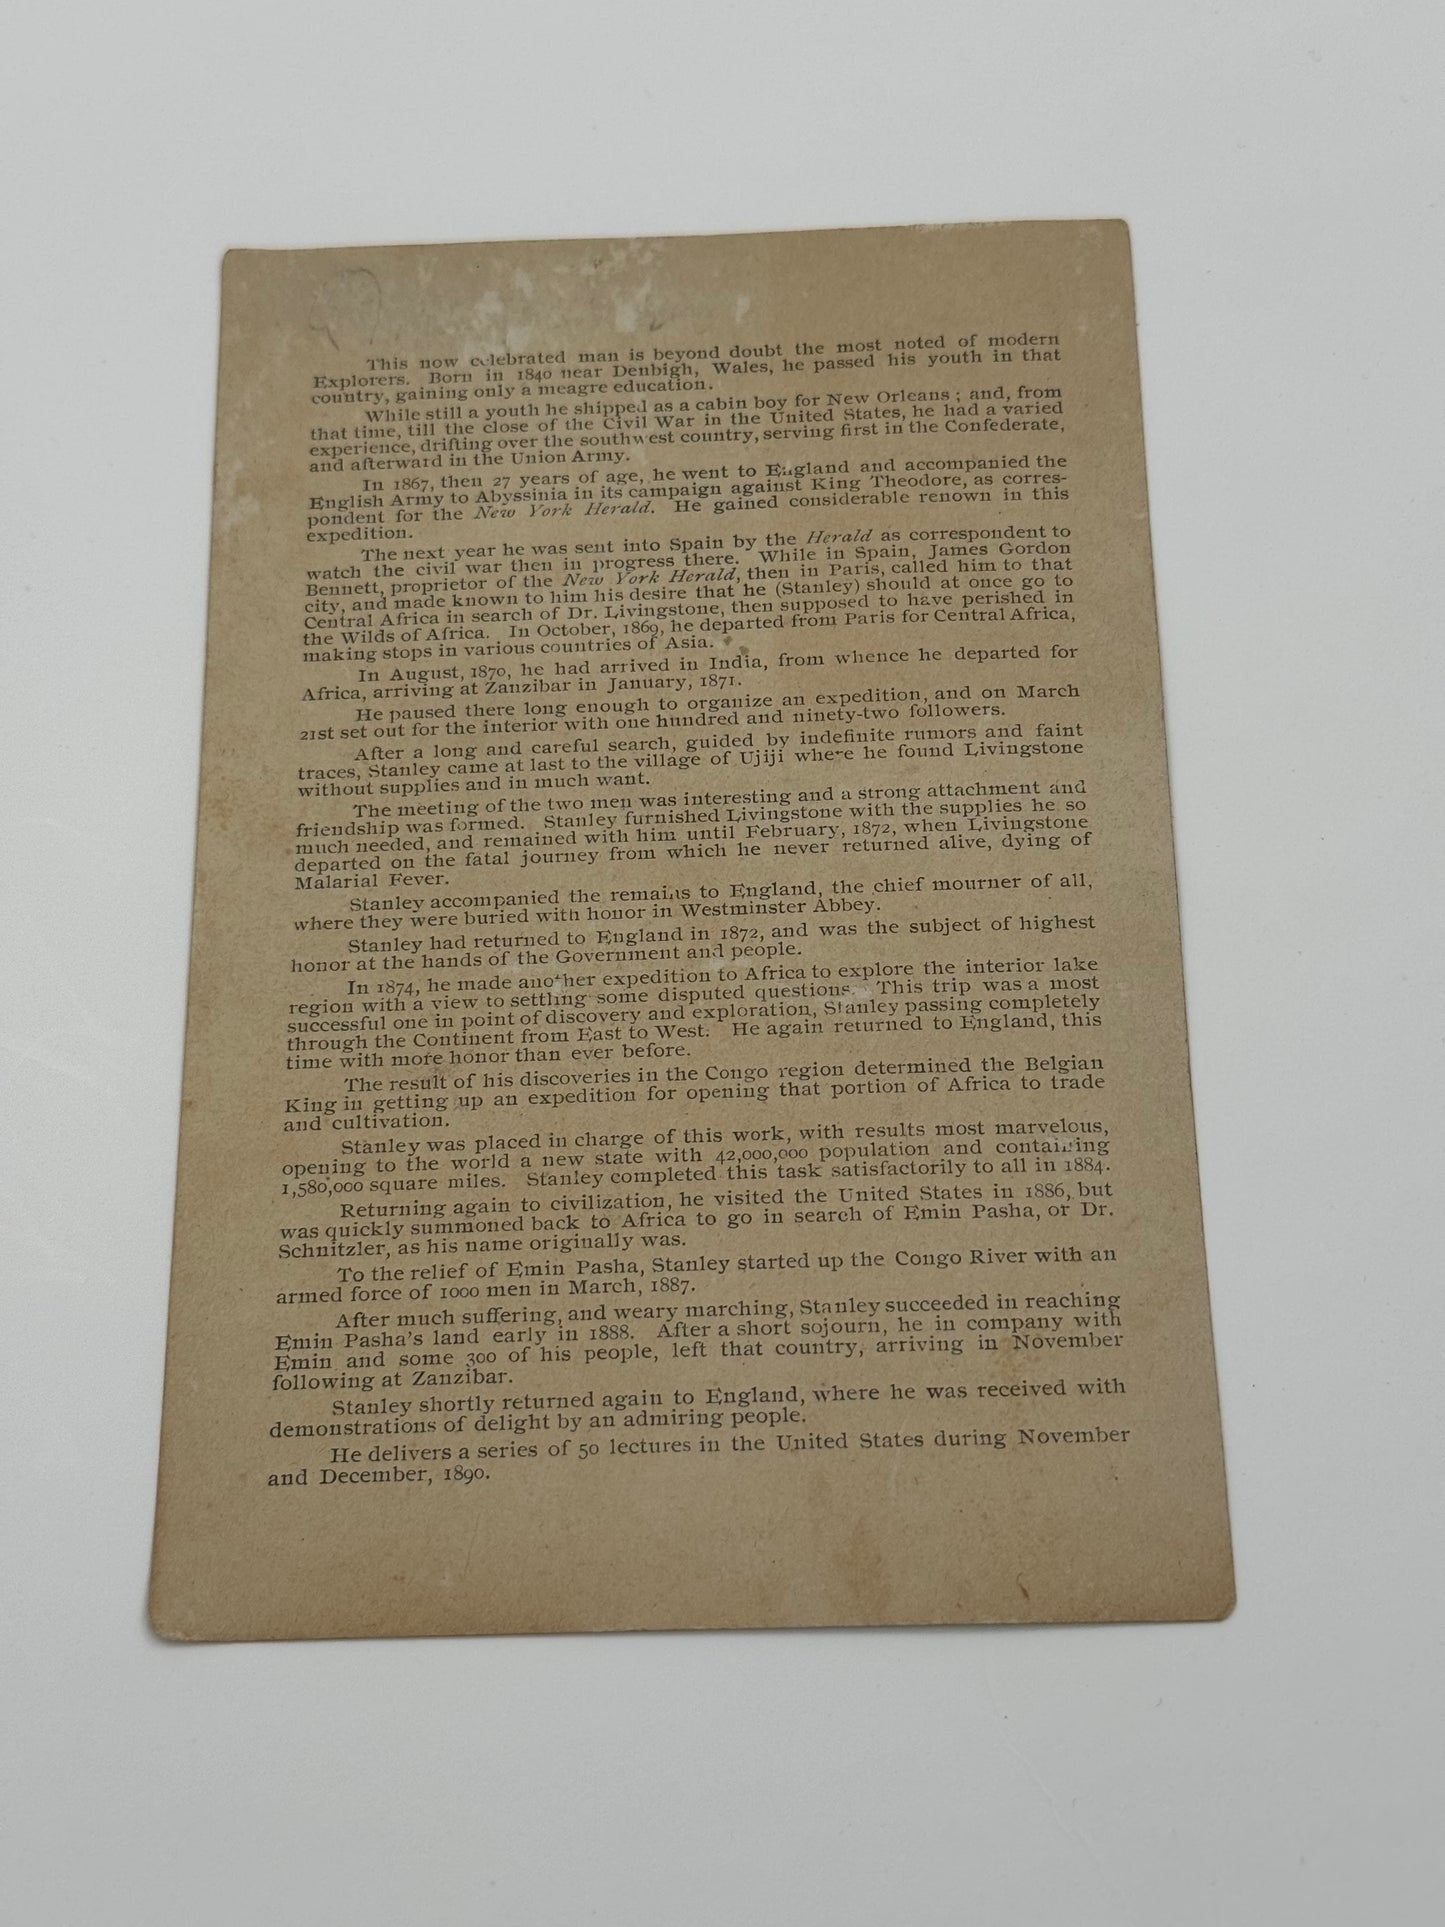 This now celebrated man is beyond doubt the most noted of modern
Explorers. Born in 1840 near Denbigh, Wales, he passed his youth in that
country, gaining only a meagre education.
While still a youth he shipped as a cabin boy for New Orleans ; and, from
that time, till the close of the Civil War in the United States, he had a varied
experience, drifting over the southwest country, serving first in the Confederate,
and afterward in the Union Army.
In 1867, then 27 years of age, he went to England and accompanied the
English Army to Abyssinia in its campaign against King Theodore, as corres-
pondent for the New York Herald. He gained considerable renown in this
expedition.
The next year he was sent into Spain by the Herald as correspondent to
watch the civil war then in progress there. While in Spain, James Gordon
Bennett, proprietor of the New York Herald, then in Paris, called him to that
city, and made known to him his desire that he (Stanley) should at once go to
Central Africa in search of Dr. Livingstone, then supposed to have perished in
the Wilds of Africa. In October, 1869, he departed from Paris for Central Africa,
making stops in various countries of Asia.
In August, 1870, he had arrived in India, from whence he departed for
Africa, arriving at Zanzibar in January, 1871.
He paused there long enough to organize an expedition, and on March
21st set out for the interior with one hundred and ninety-two followers.
After a long and careful search, guided by indefinite rumors and faint
traces, Stanley came at last to the village of Ujiji where he found Livingstone
without supplies and in much want.
The meeting of the two men was interesting and a strong attachment and
friendship was formed. Stanley furnished Livingstone with the supplies he so
much needed, and remained with him until February, 1872, when Livingstone
departed on the fatal journey from which he never returned alive, dying of
Malarial Fever.
Stanley accompanied the remains to England, the chief mourner of all,
where they were buried with honor in Westminster Abbey.
Stanley had returned to England in 1872, and was the subject of highest
honor at the hands of the Government and people.
In 1874, he made another expedition to Africa to explore the interior lake
region with a view to settling some disputed questions. This trip was a most
successful one in point of discovery and exploration, Stanley passing completely
through the Continent from East to West. He again returned to England, this
time with more honor than ever before.
The result of his discoveries in the Congo region determined the Belgian
King in getting up an expedition for opening that portion of Africa to trade
and cultivation.
Stanley was placed in charge of this work, with results most marvelous,
opening to the world a new state with 42,000,000 population and containing
1,580,000 square miles. Stanley completed this task satisfactorily to all in 1884.
Returning again to civilization, he visited the United States in 1886, but
was quickly summoned back to Africa to go in search of Emin Pasha, or Dr.
Schnitzler, as his name originally was.
To the relief of Emin Pasha, Stanley started up the Congo River with an
armed force of 1000 men in March, 1887.
After much suffering, and weary marching, Stanley succeeded in reaching
Emin Pasha's land early in 1888. After a short sojourn, he in company with
Emin and some 300 of his people, left that country, arriving in November
following at Zanzibar.
Stanley shortly returned again to England, where he was received with
demonstrations of delight by an admiring people.
He delivers a series of 50 lectures in the United States during November
and December, 1890.